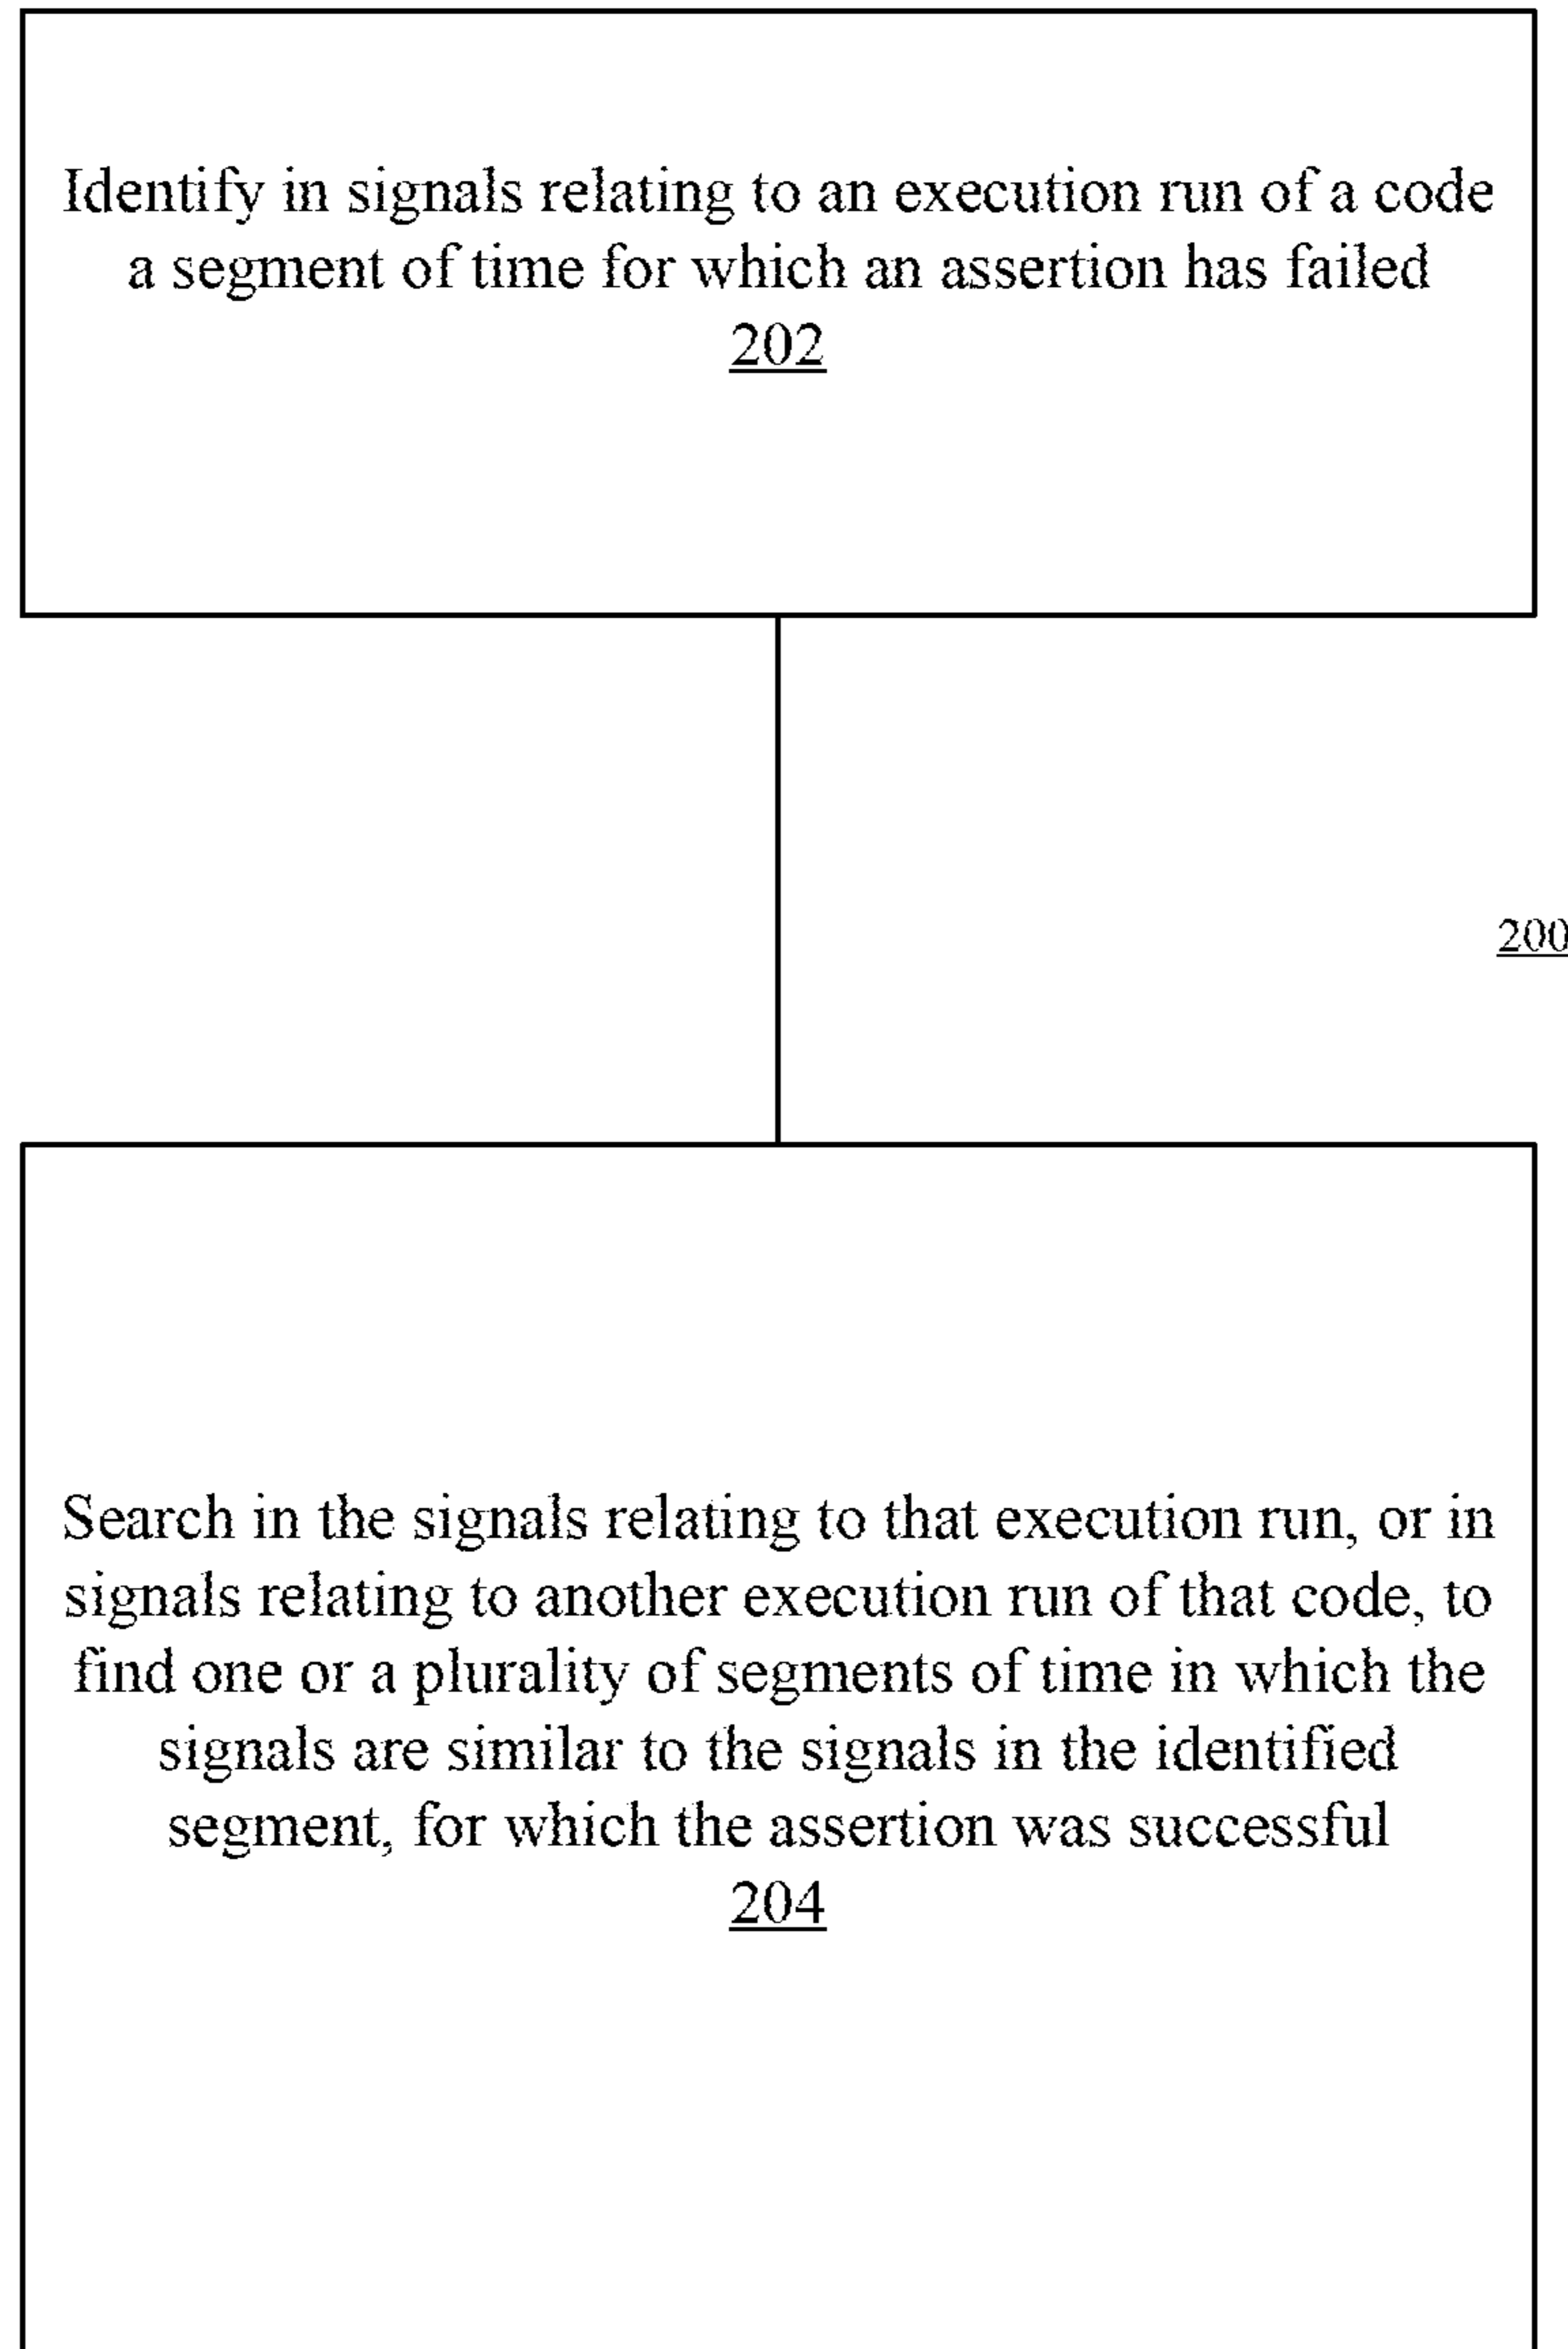 Identify in signals relating to an execution run of a code
a segment of time for which an assertion has failed
202
200
Search in the signals relating to that execution run, or in
signals relating to another execution run of that code, to
find one or a plurality of segments of time in which the
signals are similar to the signals in the identified
segment, for which the assertion was successful
204